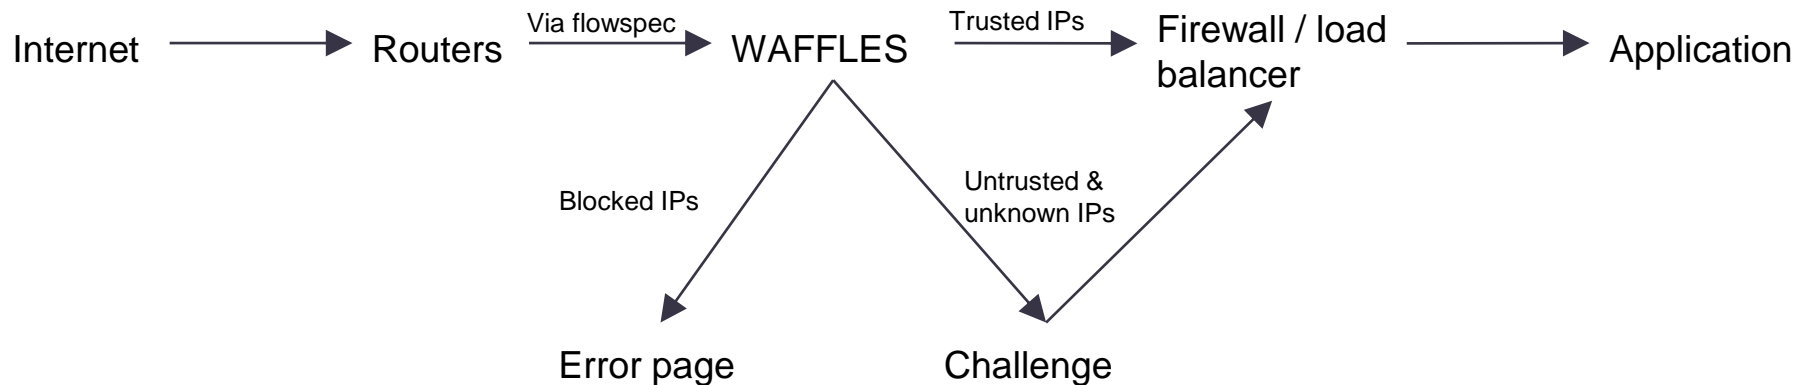 Internet
Routers
Via flowspec
WAFFLES
Trusted IPs
Firewall / load
balancer
Application
Blocked IPs
Untrusted &
unknown IPs
Error page
Challenge